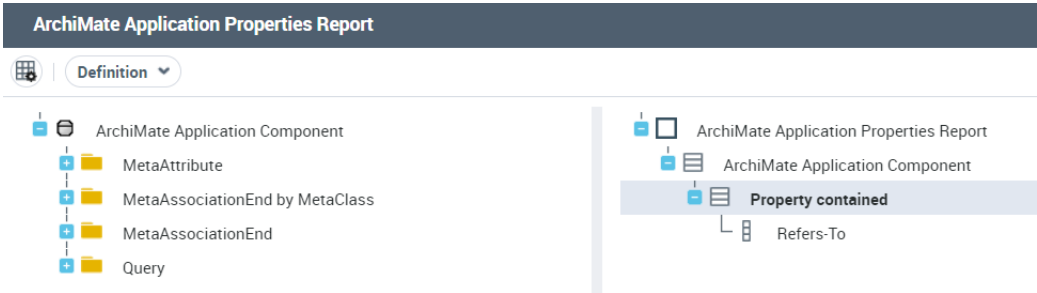 ArchiMate Application Properties Report
Definition
ArchiMate Application Component
MetaAttribute
MetaAssociationEnd by MetaClass
MetaAssociationEnd
Query
ArchiMate Application Properties Report
ArchiMate Application Component
Property contained
Refers-To